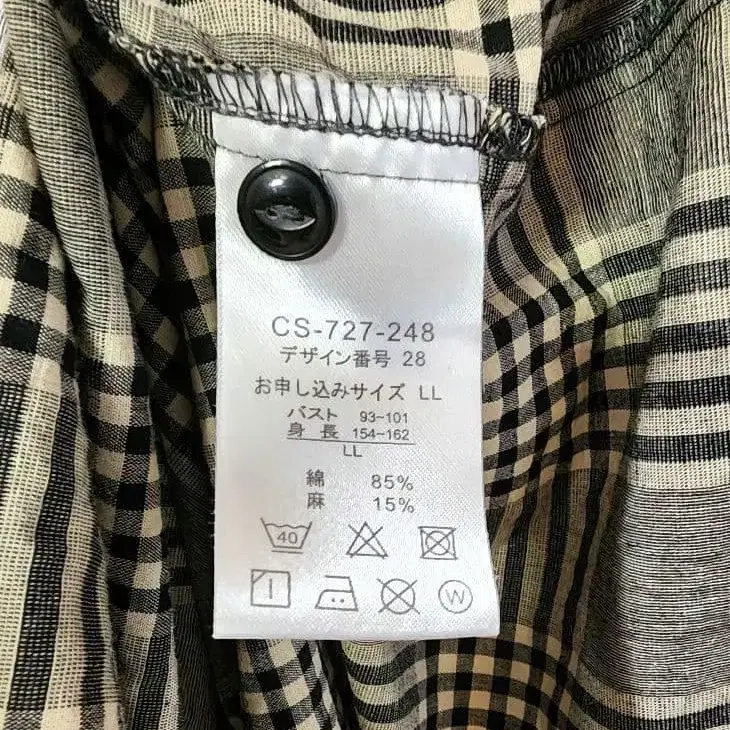 CS-727-248
デザイン番号 28
お申し込みサイズ LL
バスト 93~101
身長 154~162
LL
綿 85%
麻 15%
40
W